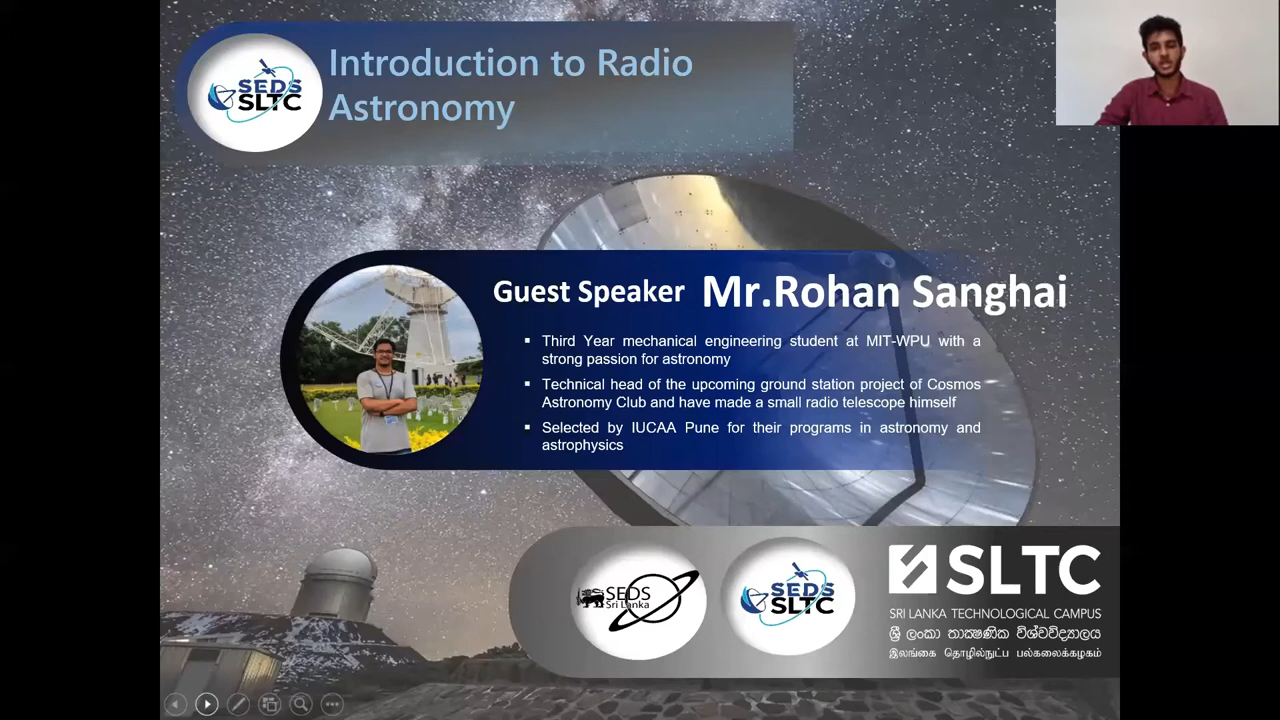 SEDS
SLTC
Introduction to Radio
Astronomy
Guest Speaker Mr.Rohan Sanghai
▪ Third Year mechanical engineering student at MIT-WPU with a
strong passion for astronomy
▪ Technical head of the upcoming ground station project of Cosmos
Astronomy Club and have made a small radio telescope himself
▪ Selected by IUCAA Pune for their programs in astronomy and
astrophysics
SEDS
Sri Lanka
SEDS
SLTC
SLTC
SRI LANKA TECHNOLOGICAL CAMPUS
ශ්‍රී ලංකා තාක්ෂණික විශ්වවිද්‍යාලය
இலங்கை தொழில்நுட்ப பல்கலைக்கழகம்